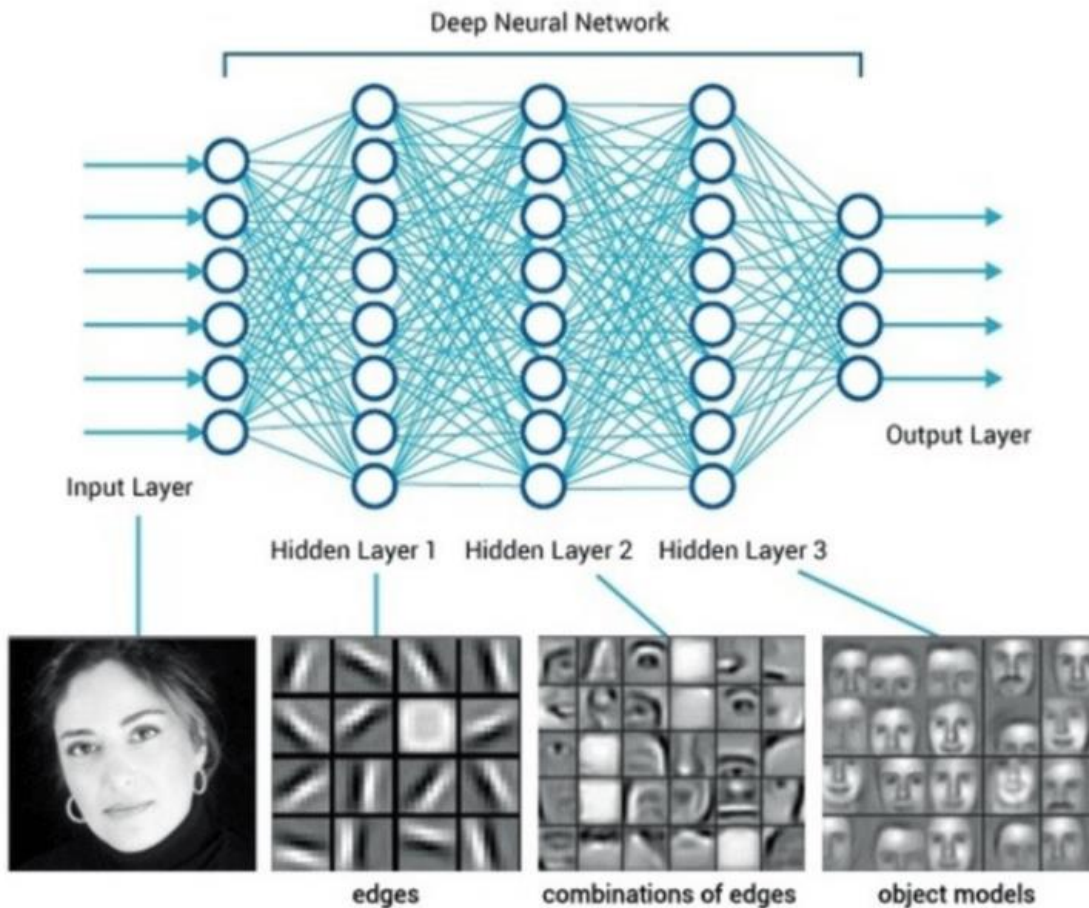 Deep Neural Network
Output Layer
Input Layer
Hidden Layer 1 Hidden Layer 2 Hidden Layer 3
edges combinations of edges object models